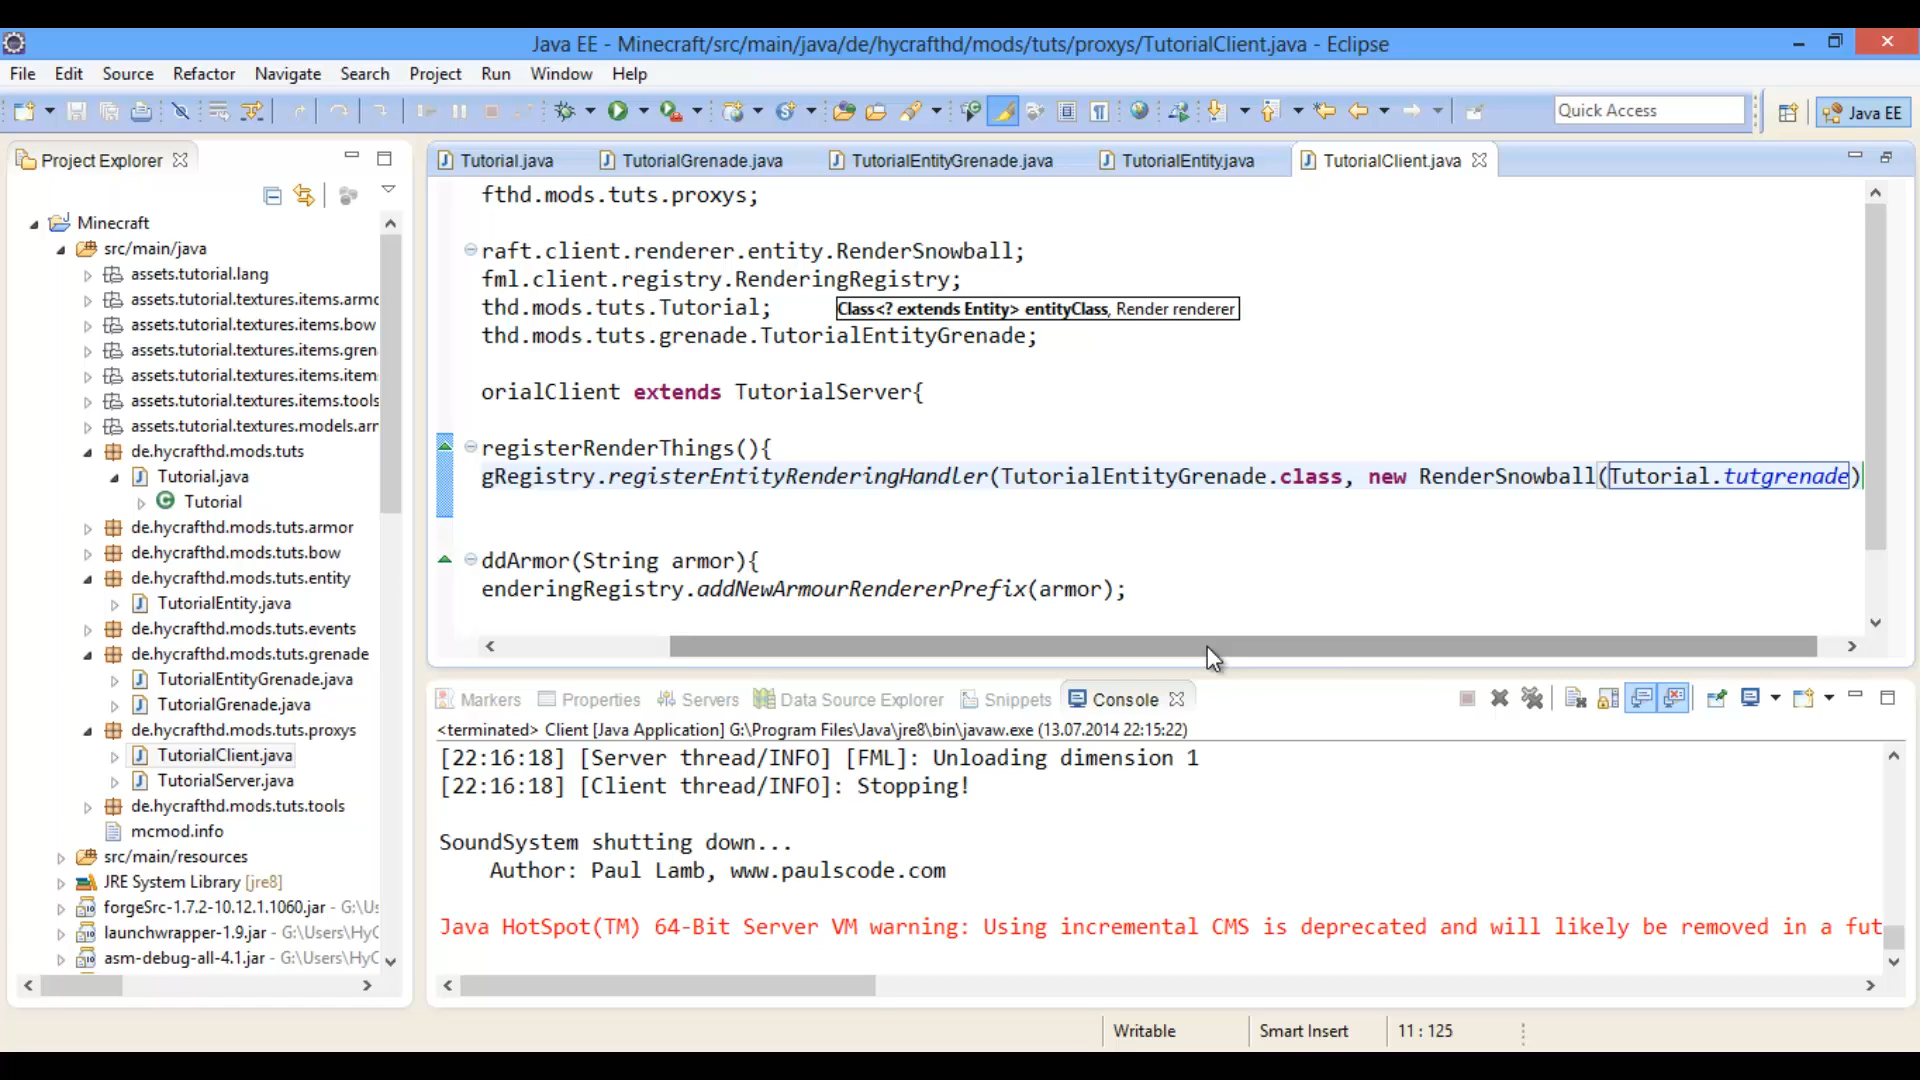 Java EE - Minecraft/src/main/java/de/hycrafthd/mods/tuts/proxys/TutorialClient.java - Eclipse
File Edit Source Refactor Navigate Search Project Run Window Help
Quick Access
Java EE
Project Explorer
Minecraft
src/main/java
assets.tutorial.lang
assets.tutorial.textures.items.armo
assets.tutorial.textures.items.bow
assets.tutorial.textures.items.gren
assets.tutorial.textures.items.item
assets.tutorial.textures.items.tools
assets.tutorial.textures.models.arr
de.hycrafthd.mods.tuts
Tutorial.java
Tutorial
de.hycrafthd.mods.tuts.armor
de.hycrafthd.mods.tuts.bow
de.hycrafthd.mods.tuts.entity
TutorialEntity.java
de.hycrafthd.mods.tuts.events
de.hycrafthd.mods.tuts.grenade
TutorialEntityGrenade.java
TutorialGrenade.java
de.hycrafthd.mods.tuts.proxys
TutorialClient.java
TutorialServer.java
de.hycrafthd.mods.tuts.tools
mcmod.info
src/main/resources
JRE System Library [jre8]
forgeSrc-1.7.2-10.12.1.1060.jar - G:\Us
launchwrapper-1.9.jar - G:\Users\HyC
asm-debug-all-4.1.jar - G:\Users\HyC
Tutorial.java TutorialGrenade.java TutorialEntityGrenade.java TutorialEntity.java TutorialClient.java
fthd.mods.tuts.proxys;
raft.client.renderer.entity.RenderSnowball;
fml.client.registry.RenderingRegistry;
thd.mods.tuts.Tutorial;
Class<? extends Entity> entityClass, Render renderer
thd.mods.tuts.grenade.TutorialEntityGrenade;
orialClient extends TutorialServer{
registerRenderThings(){
gRegistry.registerEntityRenderingHandler(TutorialEntityGrenade.class, new RenderSnowball(Tutorial.tutgrenade)
ddArmor(String armor){
enderingRegistry.addNewArmourRendererPrefix(armor);
Markers Properties Servers Data Source Explorer Snippets Console
<terminated> Client [Java Application] G:\Program Files\Java\jre8\bin\javaw.exe (13.07.2014 22:15:22)
[22:16:18] [Server thread/INFO] [FML]: Unloading dimension 1
[22:16:18] [Client thread/INFO]: Stopping!
SoundSystem shutting down...
Author: Paul Lamb, www.paulscode.com
Java HotSpot(TM) 64-Bit Server VM warning: Using incremental CMS is deprecated and will likely be removed in a fut
Writable
Smart Insert
11 : 125